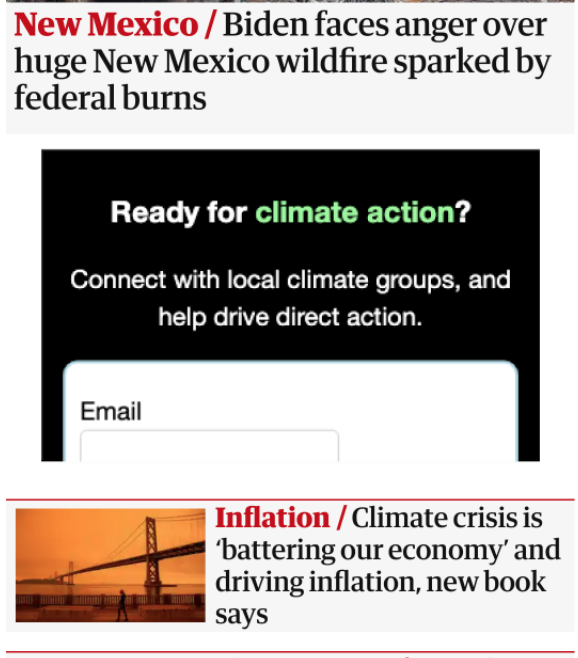 New Mexico / Biden faces anger over
huge New Mexico wildfire sparked by
federal burns
Ready for climate action?
Connect with local climate groups, and
help drive direct action.
Email
Inflation / Climate crisis is
‘battering our economy’ and
driving inflation, new book
says